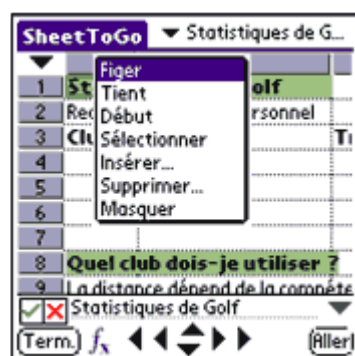 SheetToGo Statistiques de G...
Figer
1 St olf
Tient
2 Rec rsonnel
Début
3 Clu Sélectionner
4 Insérer...
5 Supprimer...
6 Masquer
7
8 Quel club dois-je utiliser ?
9 La distance dépend de la compéte
Statistiques de Golf
Term. fx Aller